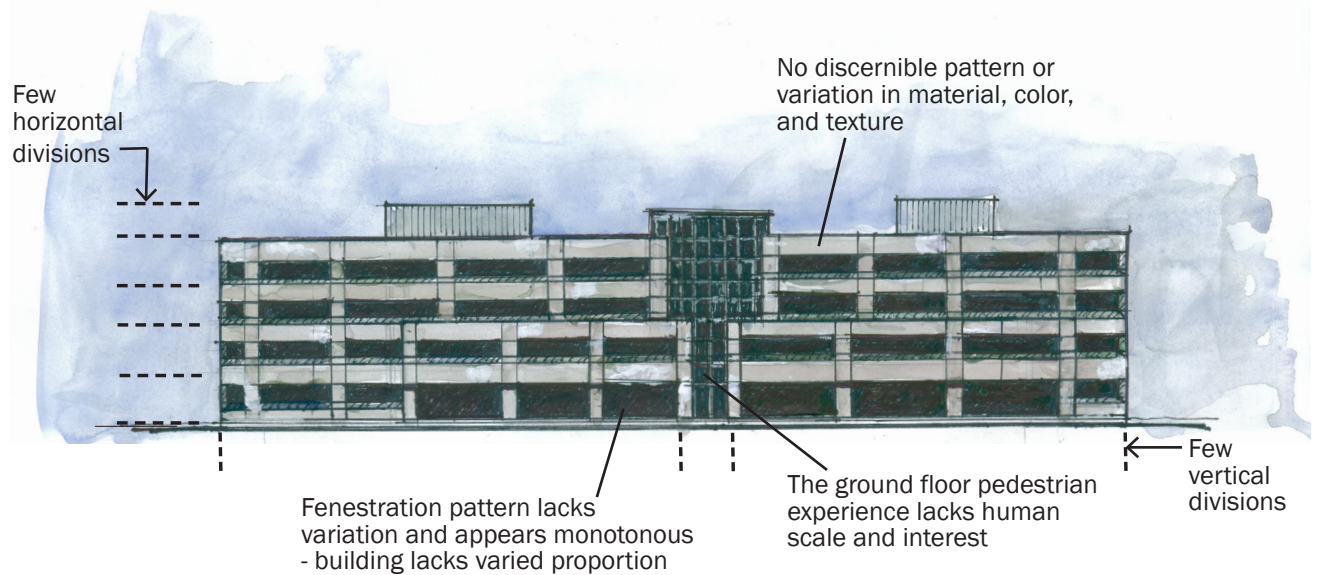 Few
horizontal
divisions
No discernible pattern or
variation in material, color,
and texture
Fenestration pattern lacks
variation and appears monotonous
- building lacks varied proportion
The ground floor pedestrian
experience lacks human
scale and interest
Few
vertical
divisions